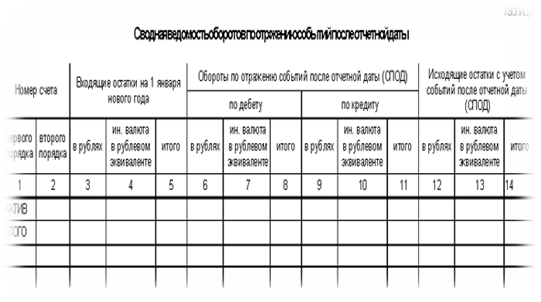 Сводная ведомость оборотов по отражению событий после отчетной даты
Номер счета
Входящие остатки на 1 января
нового года
Обороты по отражению событий после отчетной даты (СПОД)
Исходящие остатки с учетом
событий после отчетной даты
(СПОД)
по дебету
по кредиту
первого
порядка
второго
порядка
в рублях
ин. валюта
в рублевом
эквиваленте
итого
в рублях
ин. валюта
в рублевом
эквиваленте
итого
в рублях
ин. валюта
в рублевом
эквиваленте
итого
в рублях
ин. валюта
в рублевом
эквиваленте
итого
1 2 3 4 5 6 7 8 9 10 11 12 13 14
АКТИВ
ИТОГО